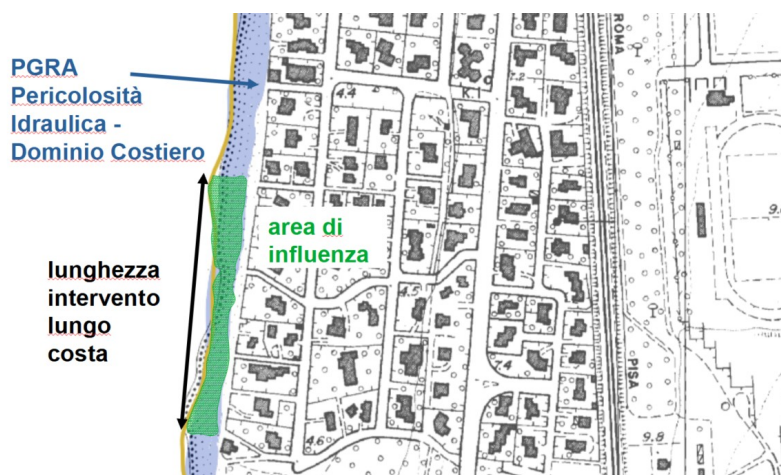 PGRA
Pericolosità
Idraulica -
Dominio Costiero
area di
influenza
lunghezza
intervento
lungo
costa
ROMA
PISA
4.4
4.5
4.6
9.8